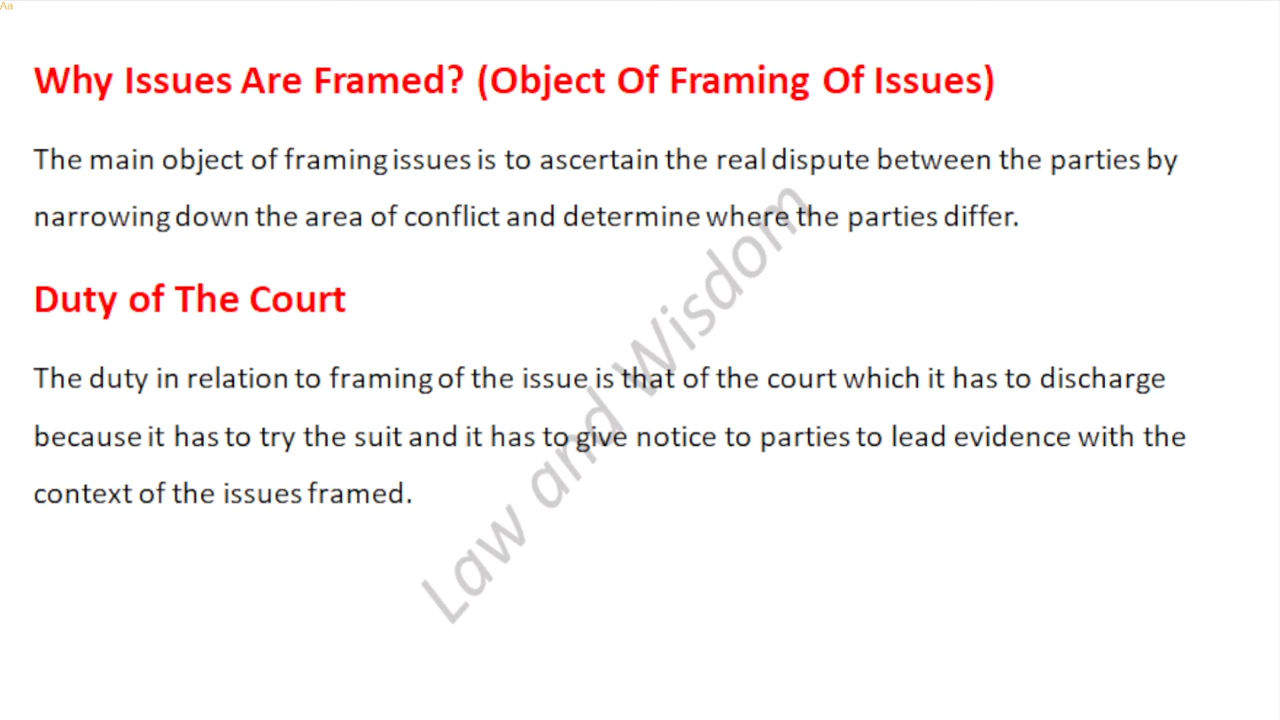 Aa
Why Issues Are Framed? (Object Of Framing Of Issues)
The main object of framing issues is to ascertain the real dispute between the parties by
narrowing down the area of conflict and determine where the parties differ.
Duty of The Court
The duty in relation to framing of the issue is that of the court which it has to discharge
because it has to try the suit and it has to give notice to parties to lead evidence with the
context of the issues framed.
Law and Wisdom